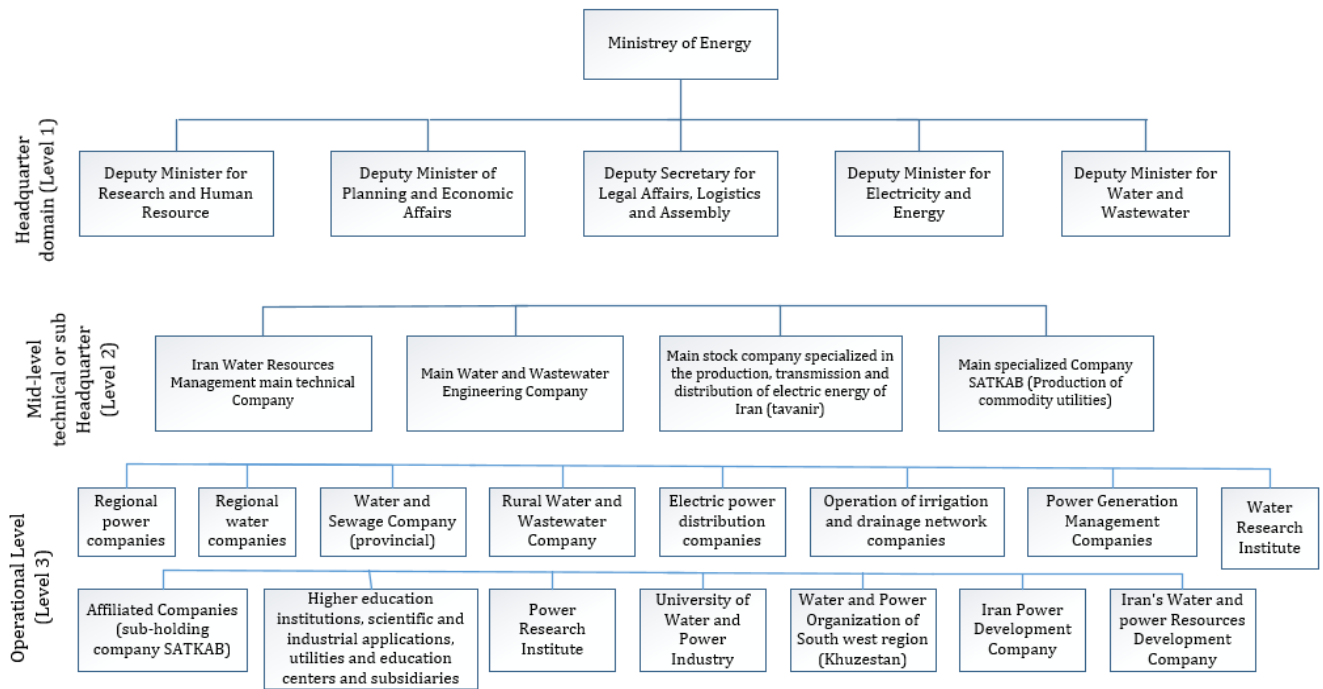 Ministrey of Energy
Headquarter
domain (Level 1)
Deputy Minister for
Research and Human
Resource
Deputy Minister of
Planning and Economic
Affairs
Deputy Secretary for
Legal Affairs, Logistics
and Assembly
Deputy Minister for
Electricity and
Energy
Deputy Minister for
Water and
Wastewater
Mid-level
technical or sub
Headquarter
(Level 2)
Iran Water Resources
Management main technical
Company
Main Water and Wastewater
Engineering Company
Main stock company specialized in
the production, transmission and
distribution of electric energy of
Iran (tavanir)
Main specialized Company
SATKAB (Production of
commodity utilities)
Operational Level
(Level 3)
Regional
power
companies
Regional
water
companies
Water and
Sewage Company
(provincial)
Rural Water and
Wastewater
Company
Electric power
distribution
companies
Operation of irrigation
and drainage network
companies
Power Generation
Management
Companies
Water
Research
Institute
Affiliated Companies
(sub-holding
company SATKAB)
Higher education
institutions, scientific and
industrial applications,
utilities and education
centers and subsidiaries
Power
Research
Institute
University of
Water and
Power
Industry
Water and Power
Organization of
South west region
(Khuzestan)
Iran Power
Development
Company
Iran's Water and
power Resources
Development
Company